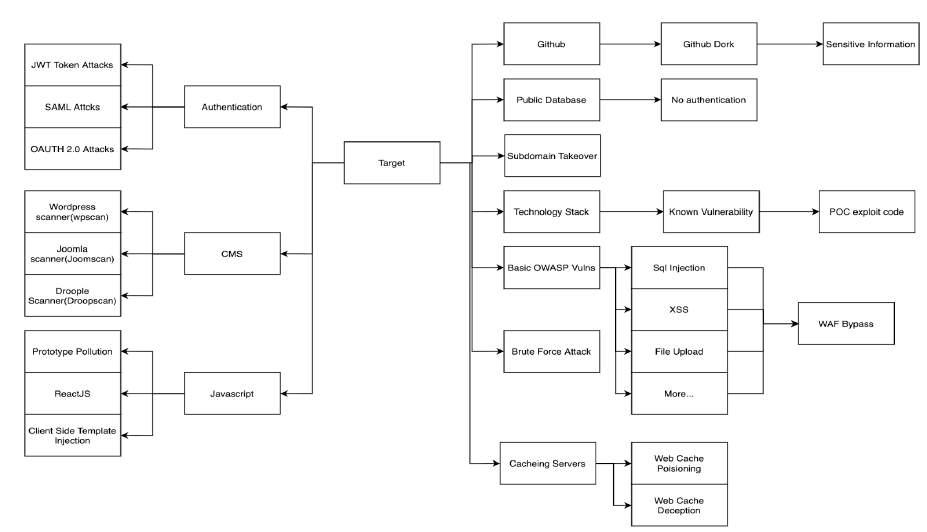 JWT Token Attacks
SAML Attcks
OAUTH 2.0 Attacks
Authentication
Wordpress
scanner(wpscan)
Joomla
scanner(Joomscan)
Droople
Scanner(Droopscan)
CMS
Prototype Pollution
ReactJS
Client Side Template
Injection
Javascript
Target
Github
Github Dork
Sensitive Information
Public Database
No authentication
Subdomain Takeover
Technology Stack
Known Vulnerability
POC exploit code
Basic OWASP Vulns
Sql Injection
XSS
File Upload
More...
WAF Bypass
Brute Force Attack
Cacheing Servers
Web Cache
Poisioning
Web Cache
Deception